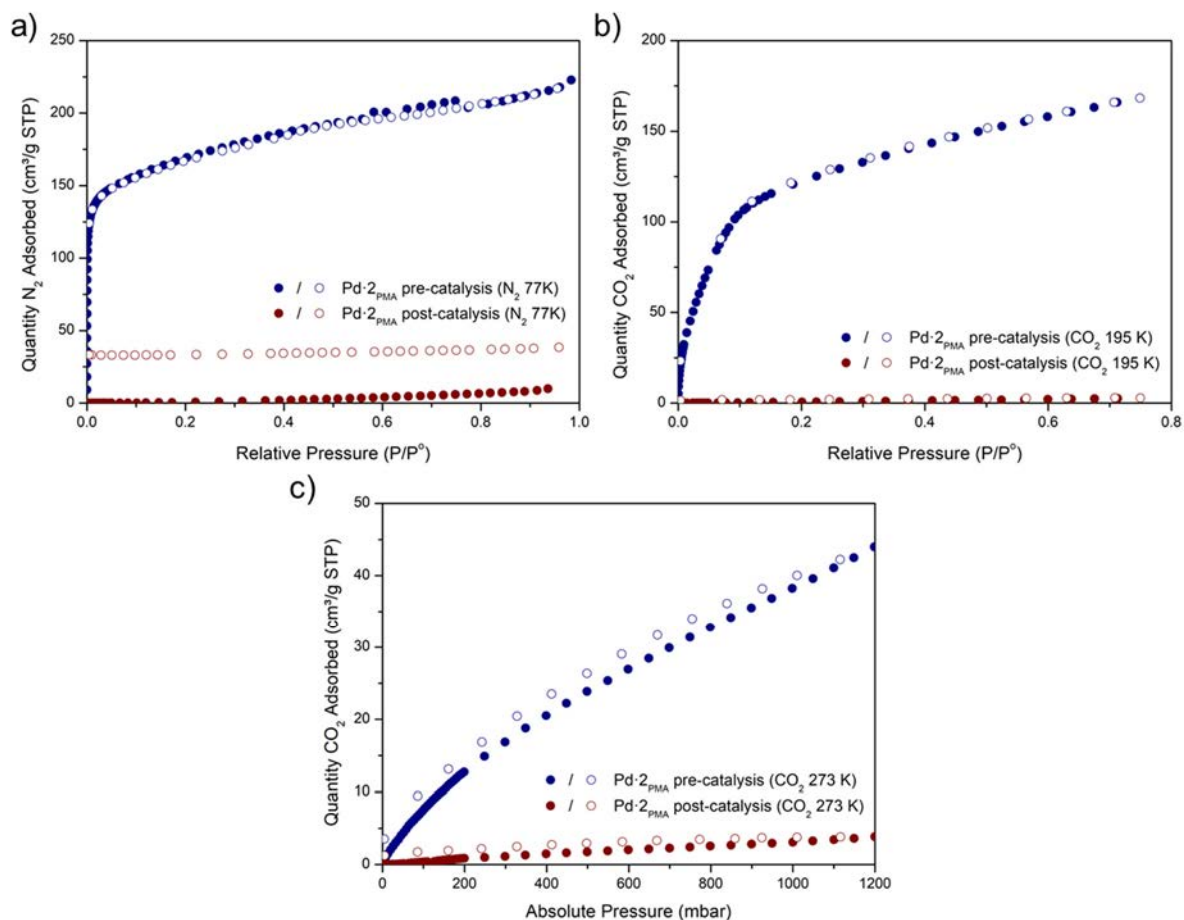 a)
250
200
150
100
50
0
Quantity N₂ Adsorbed (cm³/g STP)
/ Pd·2PMA pre-catalysis (N₂ 77K)
/ Pd·2PMA post-catalysis (N₂ 77K)
0.0 0.2 0.4 0.6 0.8 1.0
Relative Pressure (P/P°)
b)
200
150
100
50
0
Quantity CO₂ Adsorbed (cm³/g STP)
/ Pd·2PMA pre-catalysis (CO₂ 195 K)
/ Pd·2PMA post-catalysis (CO₂ 195 K)
0.0 0.2 0.4 0.6 0.8
Relative Pressure (P/P°)
c)
50
40
30
20
10
0
Quantity CO₂ Adsorbed (cm³/g STP)
/ Pd·2PMA pre-catalysis (CO₂ 273 K)
/ Pd·2PMA post-catalysis (CO₂ 273 K)
0 200 400 600 800 1000 1200
Absolute Pressure (mbar)